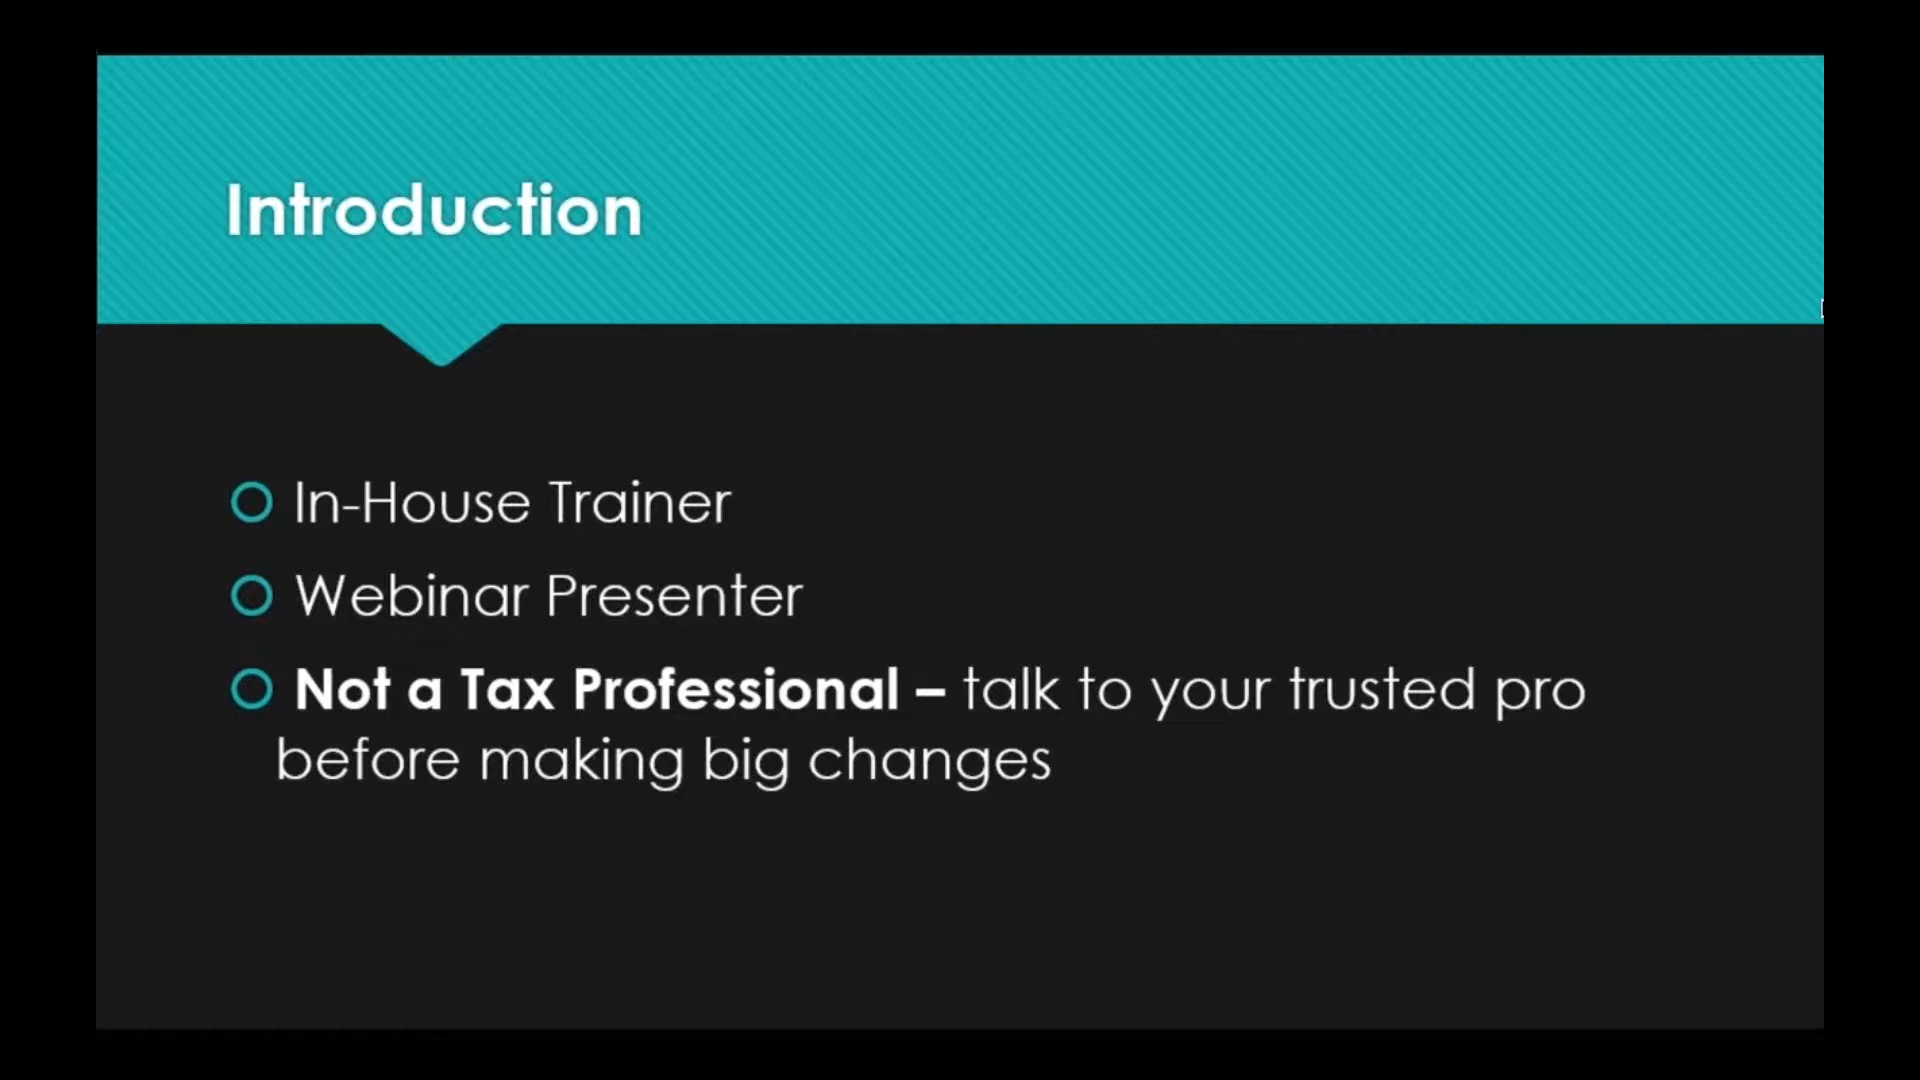 Introduction
In-House Trainer
Webinar Presenter
Not a Tax Professional – talk to your trusted pro
before making big changes